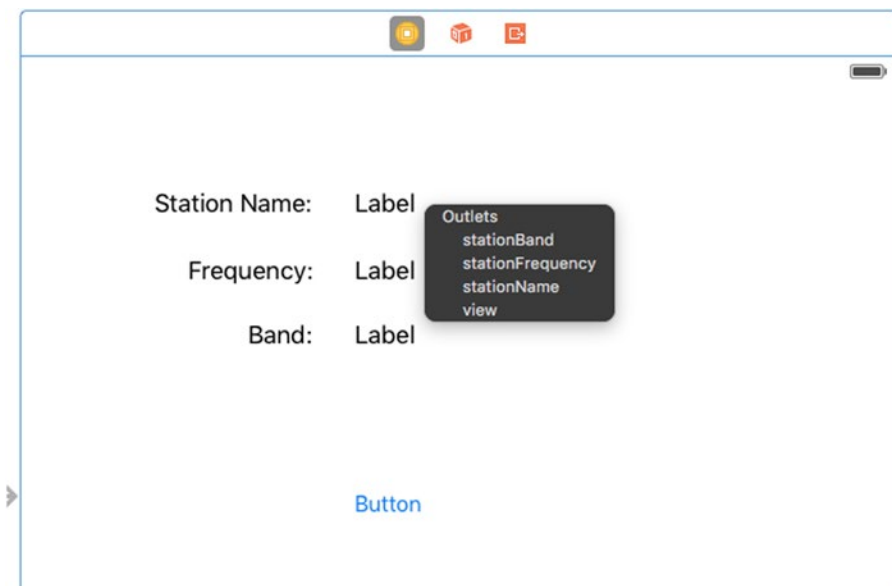 Station Name: Label
Outlets
stationBand
stationFrequency
Frequency: Label
stationName
view
Band: Label
Button